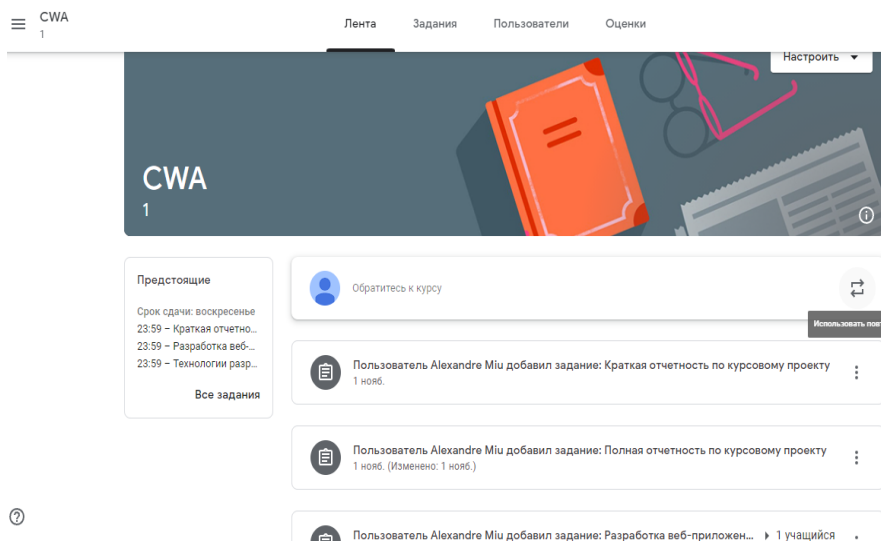 CWA
1
Лента
Задания
Пользователи
Оценки
Настроить
CWA
1
Предстоящие
Срок сдачи: воскресенье
23:59 – Краткая отчетно...
23:59 – Разработка веб-...
23:59 – Технологии разр...
Все задания
Обратитесь к курсу
Использовать
Пользователь Alexandre Miu добавил задание: Краткая отчетность по курсовому проекту
1 нояб.
Пользователь Alexandre Miu добавил задание: Полная отчетность по курсовому проекту
1 нояб. (Изменено: 1 нояб.)
Пользователь Alexandre Miu добавил задание: Разработка веб-приложен... 1 учащийся